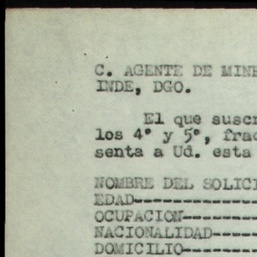 C. AGENTE DE MINE
INDE, DGO.
El que suscr
los 4° y 5°, frac
senta a Ud. esta
NOMBRE DEL SOLICI
EDAD-----------
OCUPACION-------
NACIONALIDAD----
DOMICILIO-------